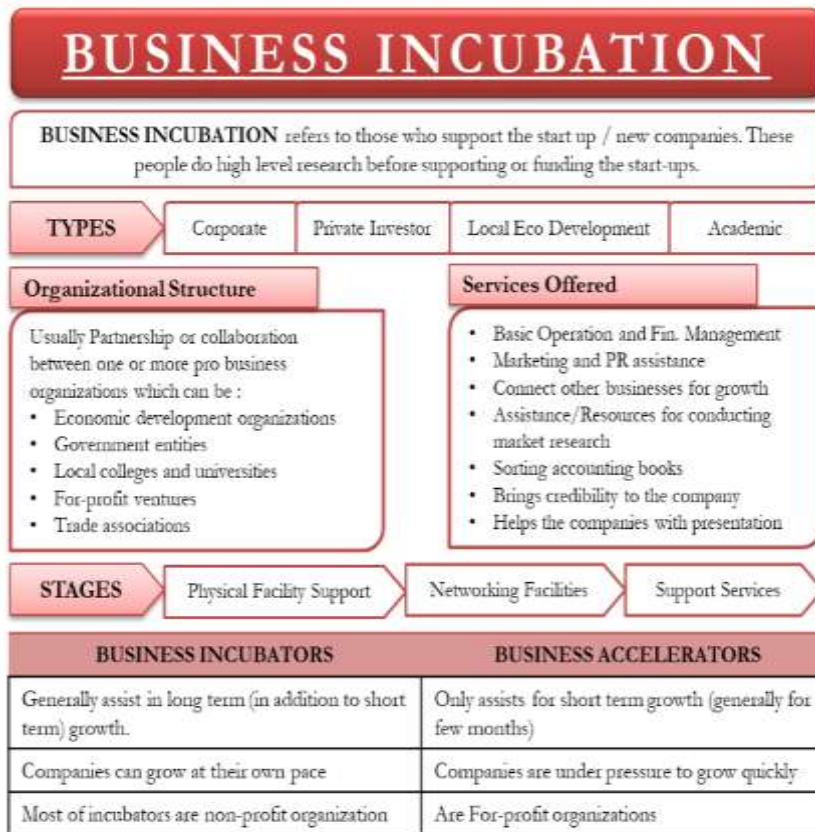 BUSINESS INCUBATION
BUSINESS INCUBATION refers to those who support the start up / new companies. These
people do high level research before supporting or funding the start-ups.
TYPES
Corporate
Private Investor
Local Eco Development
Academic
Organizational Structure
Usually Partnership or collaboration
between one or more pro business
organizations which can be :
• Economic development organizations
• Government entities
• Local colleges and universities
• For-profit ventures
• Trade associations
Services Offered
• Basic Operation and Fin. Management
• Marketing and PR assistance
• Connect other businesses for growth
• Assistance/Resources for conducting
market research
• Sorting accounting books
• Brings credibility to the company
• Helps the companies with presentation
STAGES
Physical Facility Support
Networking Facilities
Support Services
BUSINESS INCUBATORS
BUSINESS ACCELERATORS
Generally assist in long term (in addition to short
term) growth.
Only assists for short term growth (generally for
few months)
Companies can grow at their own pace
Companies are under pressure to grow quickly
Most of incubators are non-profit organization
Are For-profit organizations